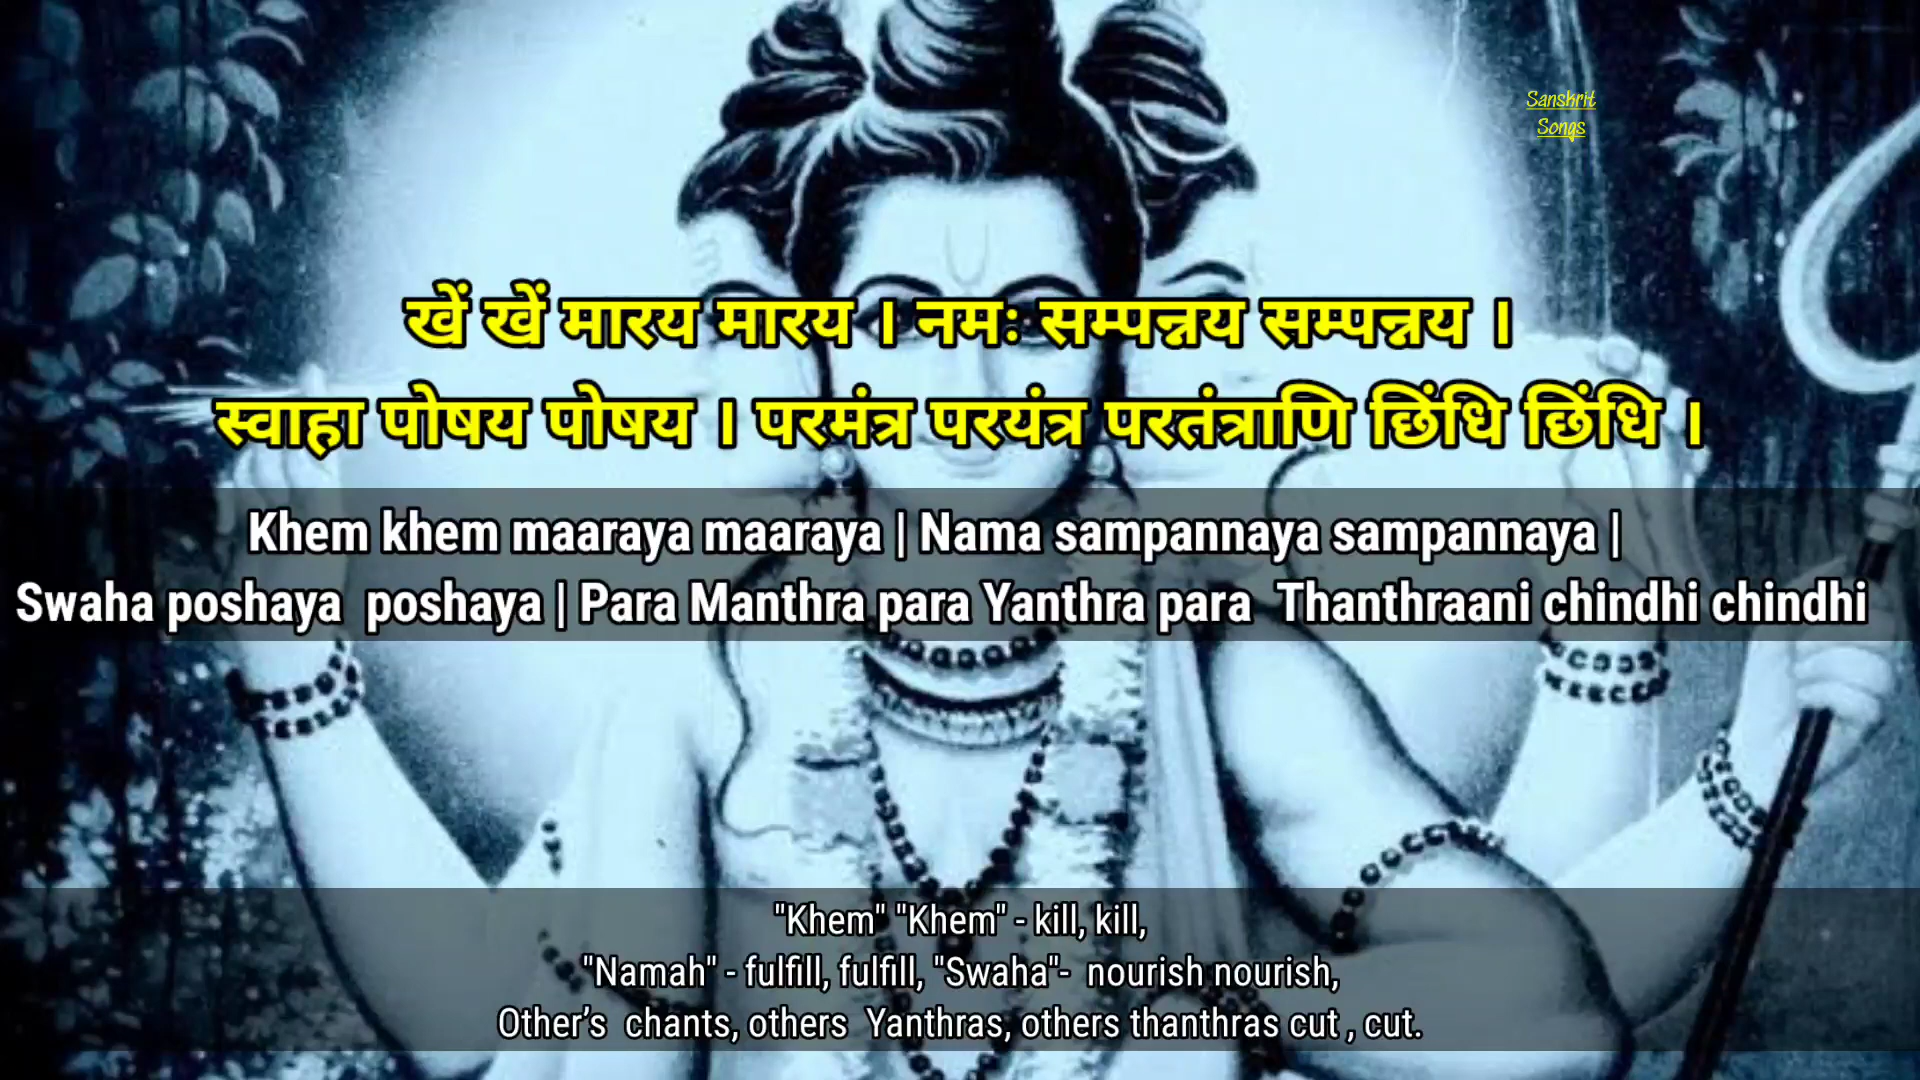 Sanskrit
Songs
खें खें मारय मारय । नमः सम्पन्नय सम्पन्नय ।
स्वाहा पोषय पोषय । परमंत्र परयंत्र परतंत्राणि छिंधि छिंधि ।
Khem khem maaraya maaraya | Nama sampannaya sampannaya |
Swaha poshaya poshaya | Para Manthra para Yanthra para Thanthraani chindhi chindhi
"Khem" "Khem" - kill, kill,
"Namah" - fulfill, fulfill, "Swaha"- nourish nourish,
Other’s chants, others Yanthras, others thanthras cut , cut.